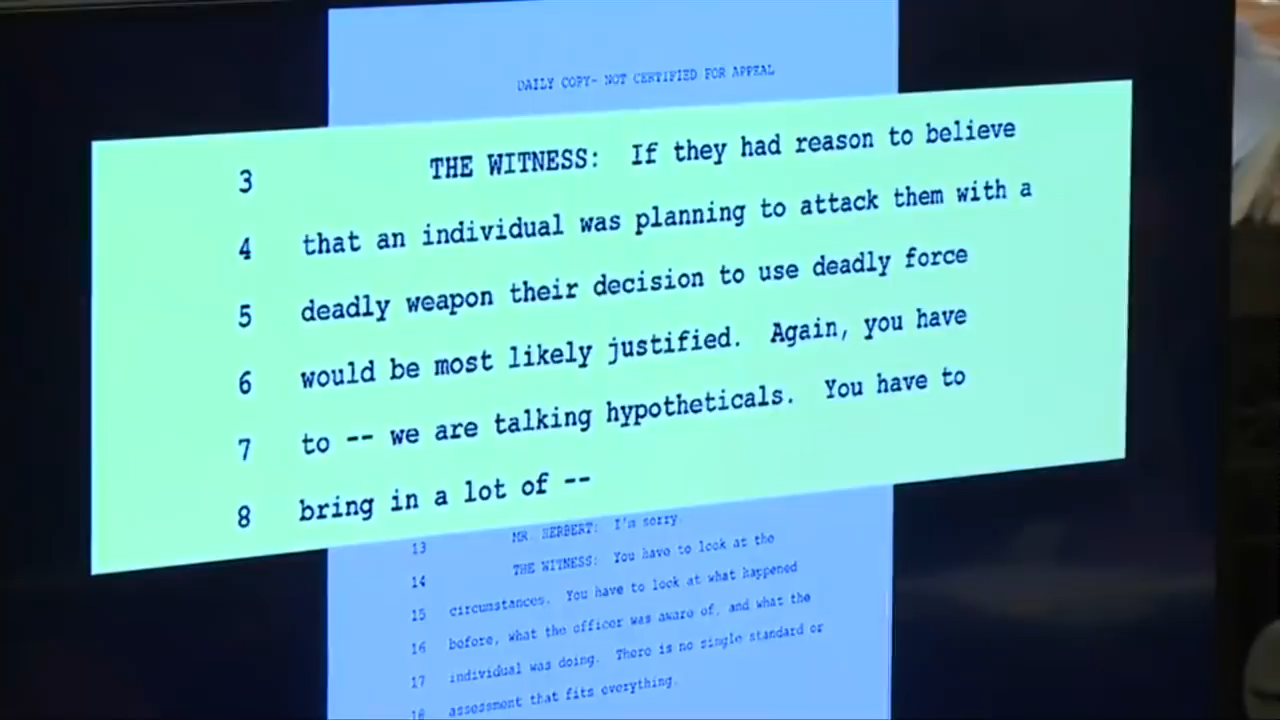 DAILY COPY- NOT CERTIFIED FOR APPEAL
3 THE WITNESS: If they had reason to believe
4 that an individual was planning to attack them with a
5 deadly weapon their decision to use deadly force
6 would be most likely justified. Again, you have
7 to -- we are talking hypotheticals. You have to
8 bring in a lot of --
13 MR. HERBERT: I'm sorry.
14 THE WITNESS: You have to look at the
15 circumstances. You have to look at what happened
16 before, what the officer was aware of, and what the
17 individual was doing. There is no single standard or
18 assessment that fits everything.